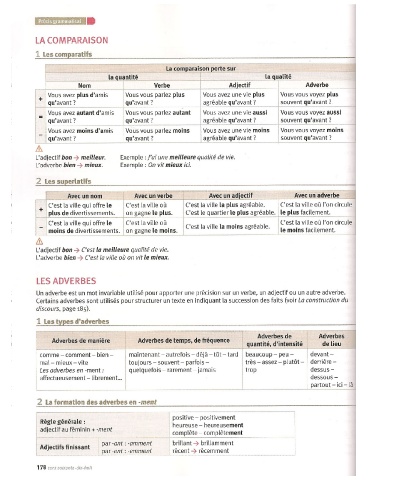 Précis grammatical
LA COMPARAISON
1 Les comparatifs
La comparaison porte sur
la quantité la qualité
Nom Verbe Adjectif Adverbe
+ Vous avez plus d'amis qu'avant ? Vous vous parlez plus qu'avant ? Vous avez une vie plus agréable qu'avant ? Vous vous voyez plus souvent qu'avant ?
= Vous avez autant d'amis qu'avant ? Vous vous parlez autant qu'avant ? Vous avez une vie aussi agréable qu'avant ? Vous vous voyez aussi souvent qu'avant ?
– Vous avez moins d'amis qu'avant ? Vous vous parlez moins qu'avant ? Vous avez une vie moins agréable qu'avant ? Vous vous voyez moins souvent qu'avant ?
L'adjectif bon → meilleur. Exemple : J'ai une meilleure qualité de vie.
L'adverbe bien → mieux. Exemple : On vit mieux ici.
2 Les superlatifs
Avec un nom Avec un verbe Avec un adjectif Avec un adverbe
+ C'est la ville qui offre le plus de divertissements. C'est la ville où on gagne le plus. C'est la ville la plus agréable. C'est le quartier le plus agréable. C'est la ville où l'on circule le plus facilement.
– C'est la ville qui offre le moins de divertissements. C'est la ville où on gagne le moins. C'est la ville la moins agréable. C'est la ville où l'on circule le moins facilement.
L'adjectif bon → C'est la meilleure qualité de vie.
L'adverbe bien → C'est la ville où on vit le mieux.
LES ADVERBES
Un adverbe est un mot invariable utilisé pour apporter une précision sur un verbe, un adjectif ou un autre adverbe.
Certains adverbes sont utilisés pour structurer un texte en indiquant la succession des faits (voir La construction du
discours, page 185).
1 Les types d'adverbes
Adverbes de manière Adverbes de temps, de fréquence Adverbes de quantité, d'intensité Adverbes de lieu
comme – comment – bien – maintenant – autrefois – déjà – tôt – tard beaucoup – peu – devant –
mal – mieux – vite toujours – souvent – parfois – très – assez – plutôt – derrière –
Les adverbes en -ment : quelquefois – rarement – jamais trop dessus –
affectueusement – librement... dessous –
partout – ici – là
2 La formation des adverbes en -ment
Règle générale : adjectif au féminin + -ment
positive – positivement
heureuse – heureusement
complète – complètement
Adjectifs finissant par -ant : -amment brillant → brillamment
par -ent : -emment récent → récemment
178 cent soixante-dix-huit